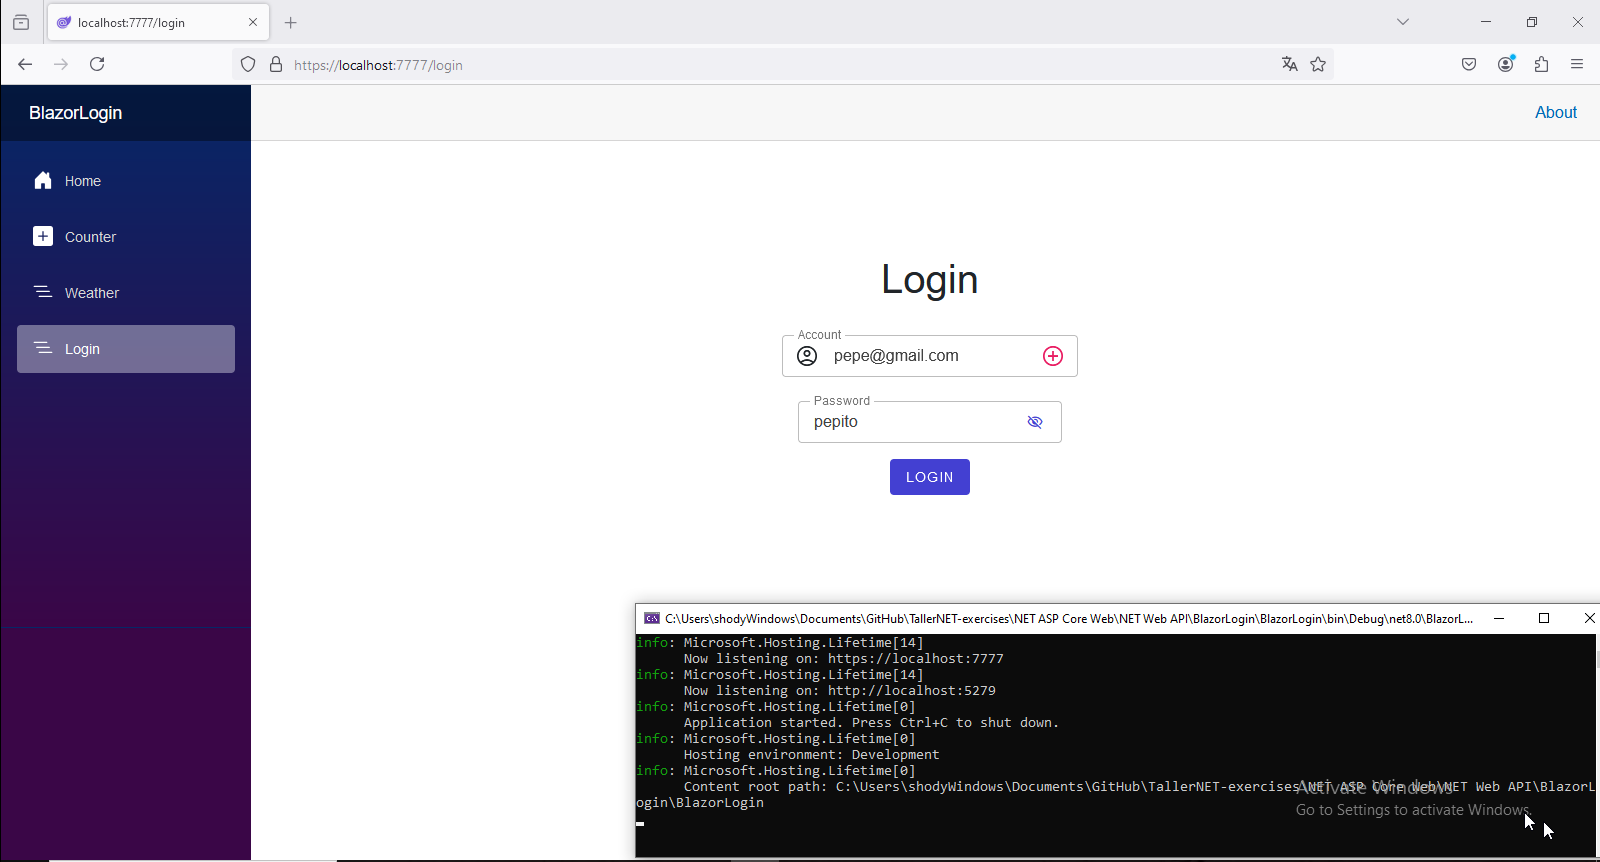 localhost:7777/login
https://localhost:7777/login
BlazorLogin
About
Home
Counter
Weather
Login
Login
Account
pepe@gmail.com
Password
pepito
LOGIN
C:\Users\shodyWindows\Documents\GitHub\TallerNET-exercises\NET ASP Core Web\NET Web API\BlazorLogin\BlazorLogin\bin\Debug\net8.0\BlazorL...
info: Microsoft.Hosting.Lifetime[14]
Now listening on: https://localhost:7777
info: Microsoft.Hosting.Lifetime[14]
Now listening on: http://localhost:5279
info: Microsoft.Hosting.Lifetime[0]
Application started. Press Ctrl+C to shut down.
info: Microsoft.Hosting.Lifetime[0]
Hosting environment: Development
info: Microsoft.Hosting.Lifetime[0]
Content root path: C:\Users\shodyWindows\Documents\GitHub\TallerNET-exercises\NET ASP Core Web\NET Web API\BlazorL
ogin\BlazorLogin
Activate Windows
Go to Settings to activate Windows.